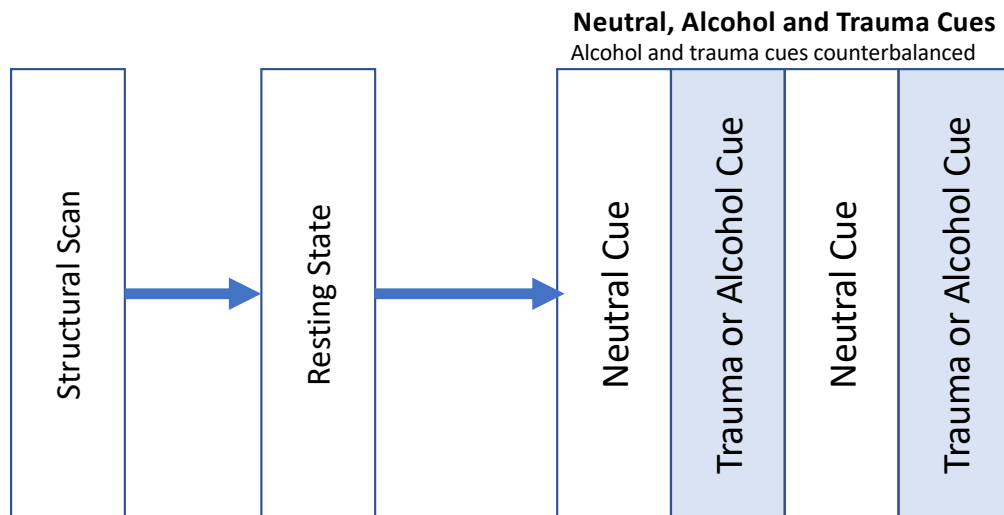 Neutral, Alcohol and Trauma Cues
Alcohol and trauma cues counterbalanced
Structural Scan
Resting State
Neutral Cue
Trauma or Alcohol Cue
Neutral Cue
Trauma or Alcohol Cue